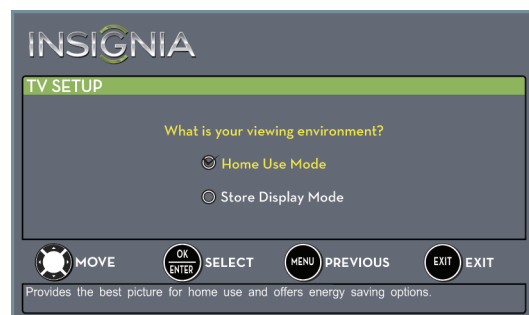 INSIGNIA
TV SETUP
What is your viewing environment?
Home Use Mode
Store Display Mode
MOVE OK ENTER SELECT MENU PREVIOUS EXIT EXIT
Provides the best picture for home use and offers energy saving options.